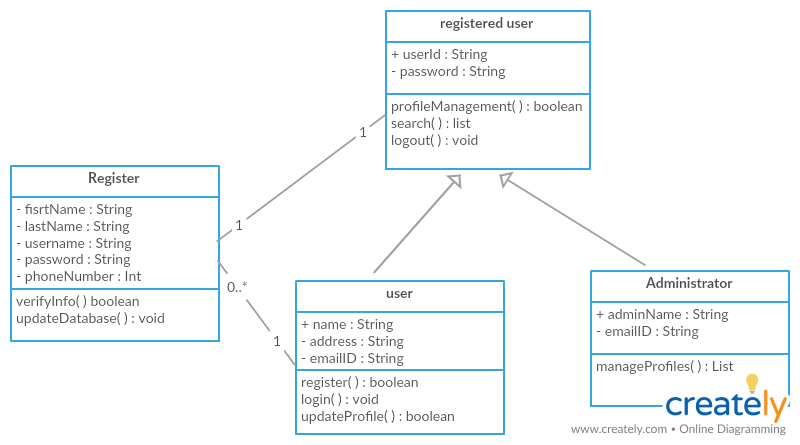 registered user
+ userId : String
- password : String
profileManagement( ) : boolean
search( ) : list
logout( ) : void
1
1
Register
- fisrtName : String
- lastName : String
- username : String
- password : String
- phoneNumber : Int
verifyInfo( ) boolean
updateDatabase( ) : void
0..*
1
user
+ name : String
- address : String
- emailID : String
register( ) : boolean
login( ) : void
updateProfile( ) : boolean
Administrator
+ adminName : String
- emailID : String
manageProfiles( ) : List
creately
www.creately.com • Online Diagramming